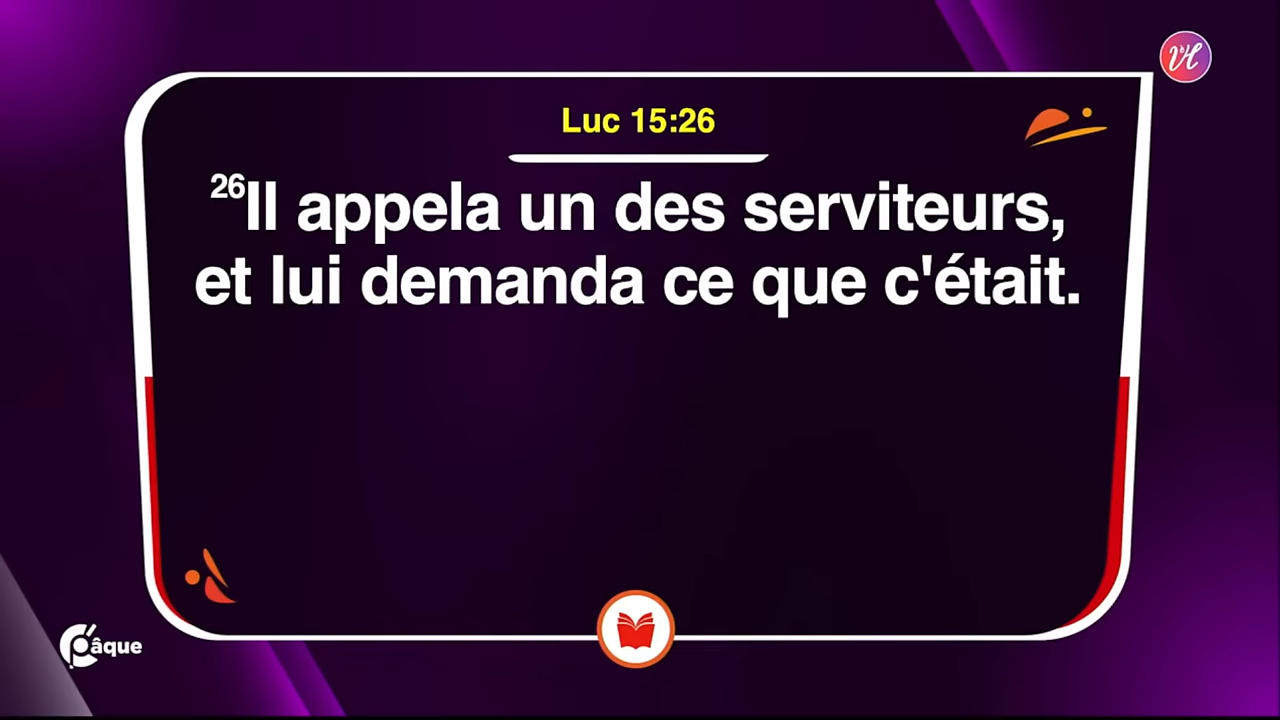 Luc 15:26
26Il appela un des serviteurs,
et lui demanda ce que c'était.
Pâque